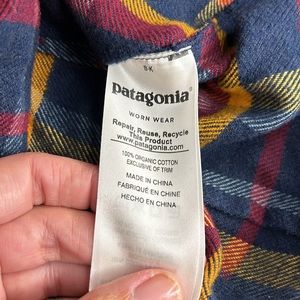 patagonia®
WORN WEAR
Repair, Reuse, Recycle
This Product
www.patagonia.com
100% ORGANIC COTTON
EXCLUSIVE OF TRIM
MADE IN CHINA
FABRIQUÉ EN CHINE
HECHO EN CHINA